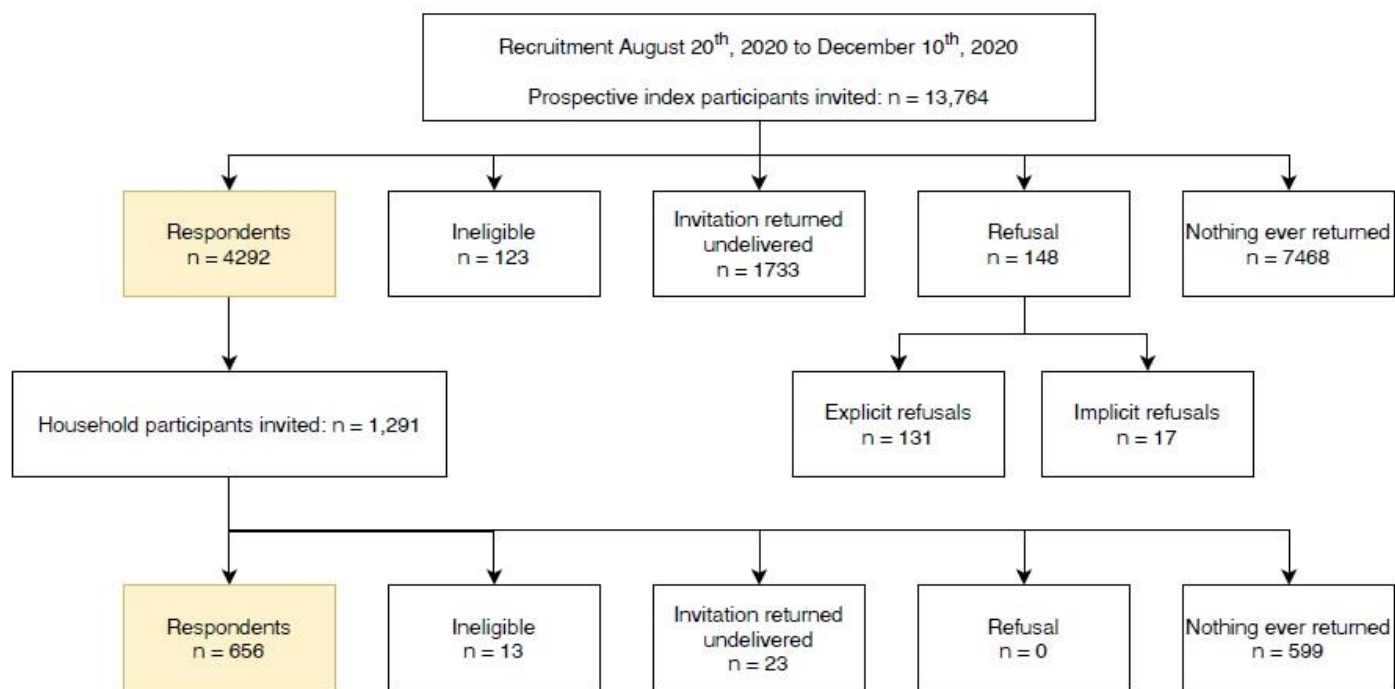 Recruitment August 20th, 2020 to December 10th, 2020
Prospective index participants invited: n = 13,764
Respondents
n = 4292
Ineligible
n = 123
Invitation returned
undelivered
n = 1733
Refusal
n = 148
Nothing ever returned
n = 7468
Household participants invited: n = 1,291
Explicit refusals
n = 131
Implicit refusals
n = 17
Respondents
n = 656
Ineligible
n = 13
Invitation returned
undelivered
n = 23
Refusal
n = 0
Nothing ever returned
n = 599